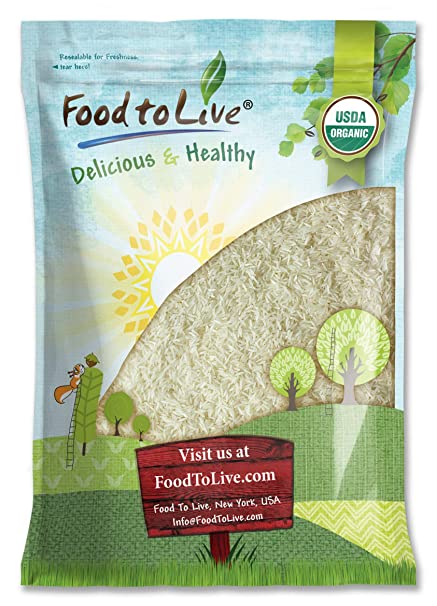 Resealable for Freshness,
tear here!
Food to Live®
Delicious & Healthy
USDA
ORGANIC
Visit us at
FoodToLive.com
Food To Live, New York, USA
Info@FoodToLive.com